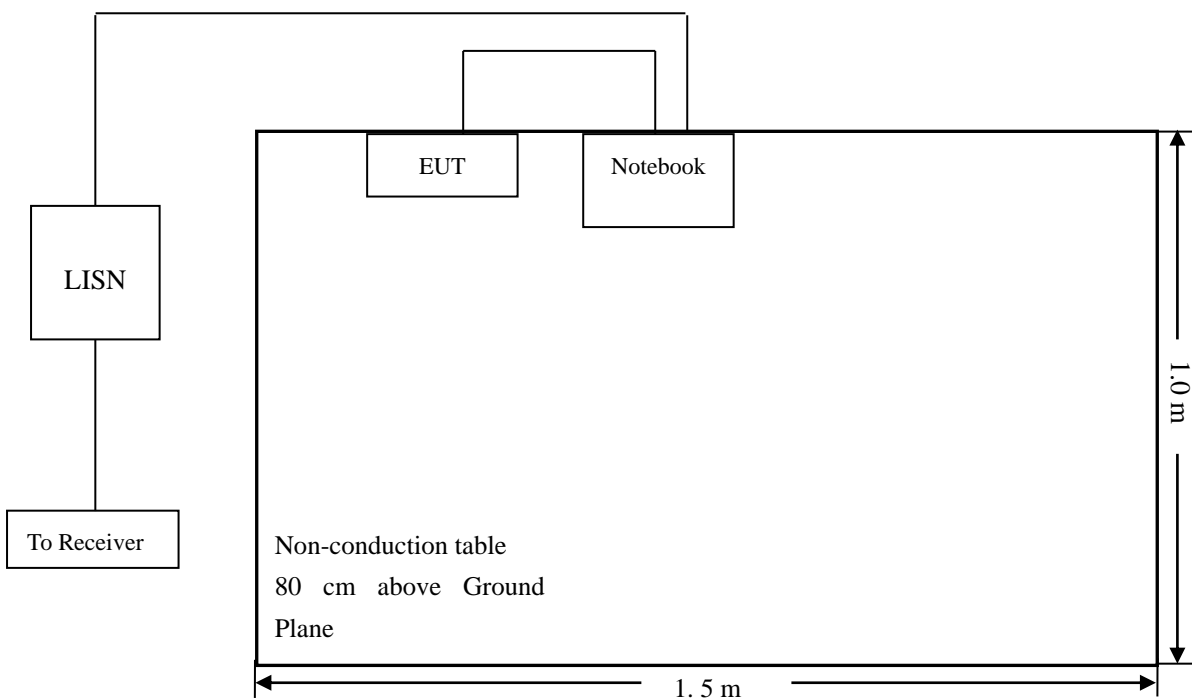 EUT
Notebook
LISN
1.0 m
To Receiver
Non-conduction table
80 cm above Ground
Plane
1. 5 m